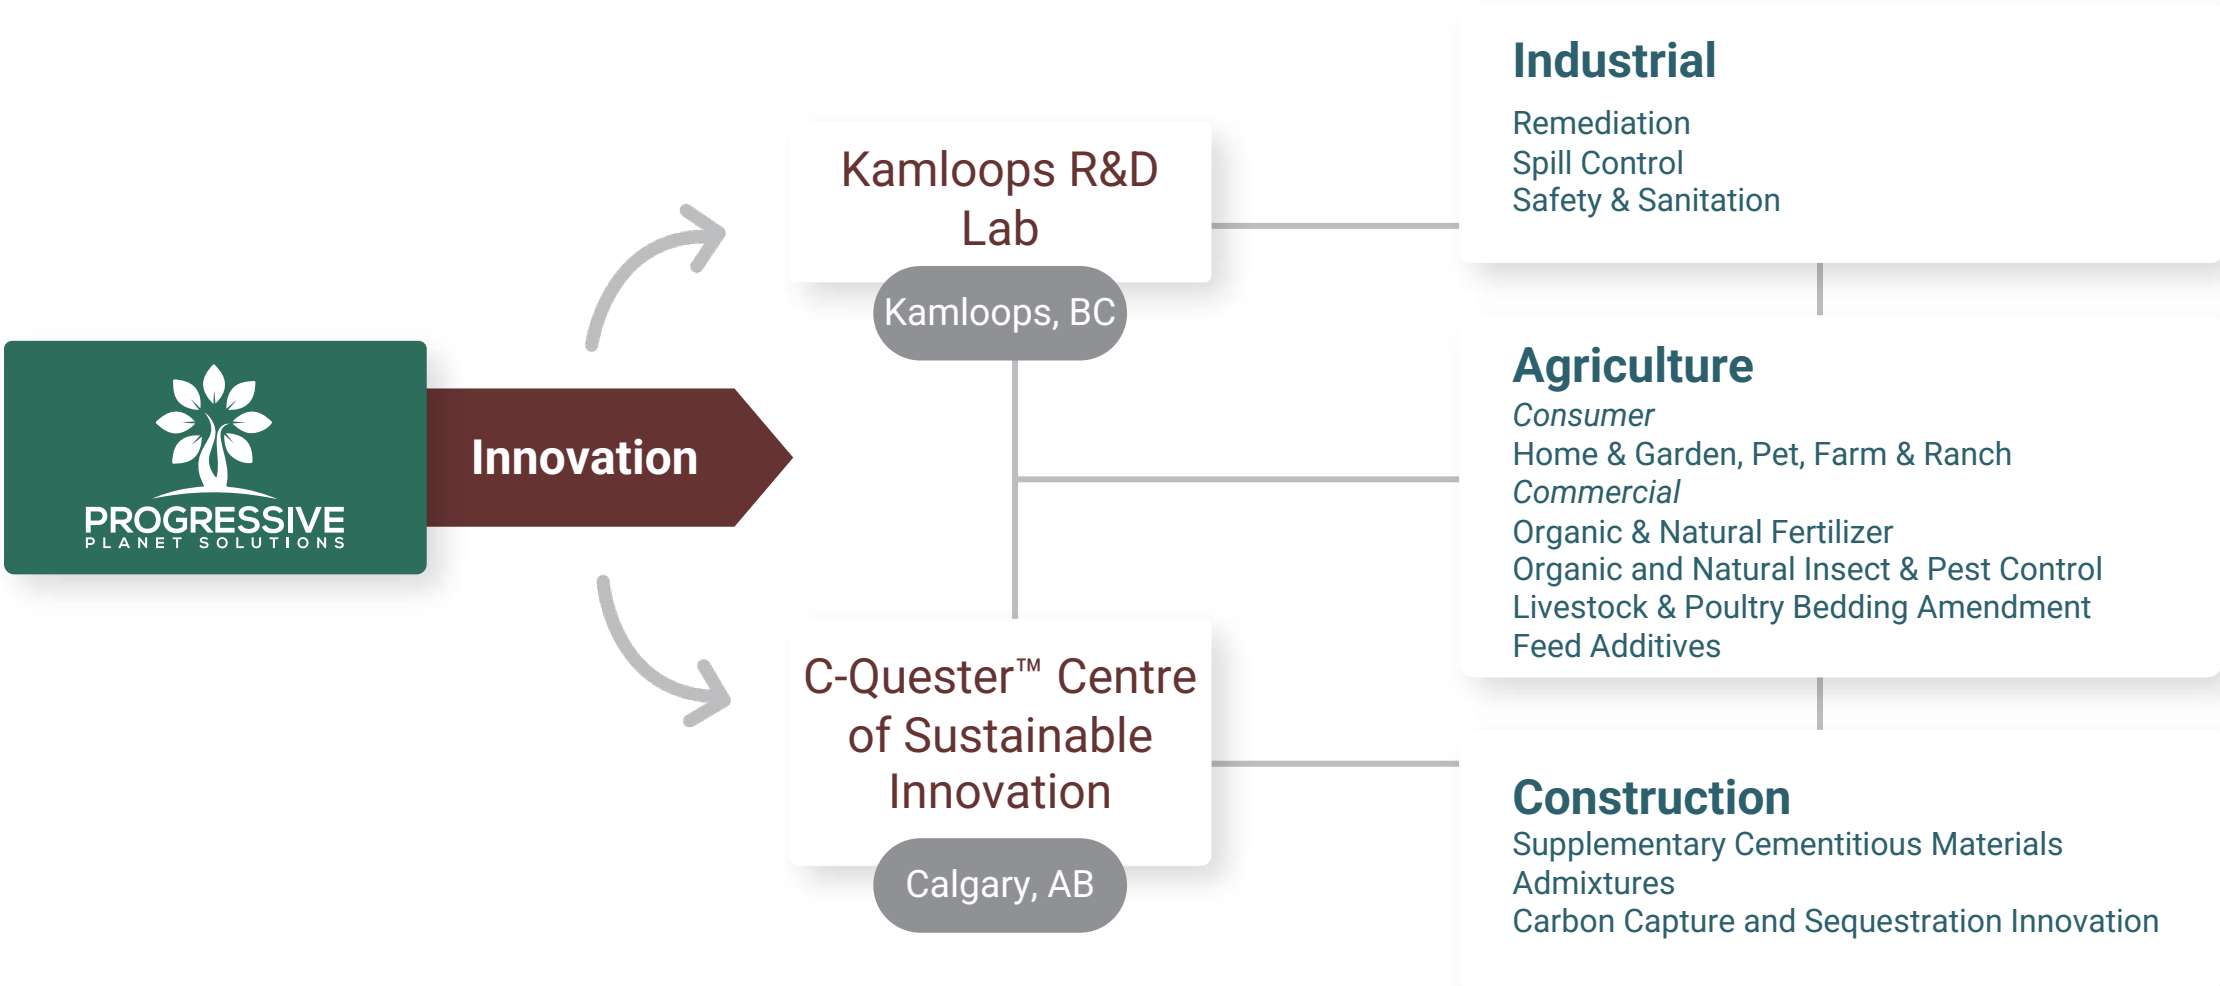 PROGRESSIVE
PLANET SOLUTIONS
Innovation
Kamloops R&D
Lab
Kamloops, BC
C-Quester™ Centre
of Sustainable
Innovation
Calgary, AB
Industrial
Remediation
Spill Control
Safety & Sanitation
Agriculture
Consumer
Home & Garden, Pet, Farm & Ranch
Commercial
Organic & Natural Fertilizer
Organic and Natural Insect & Pest Control
Livestock & Poultry Bedding Amendment
Feed Additives
Construction
Supplementary Cementitious Materials
Admixtures
Carbon Capture and Sequestration Innovation